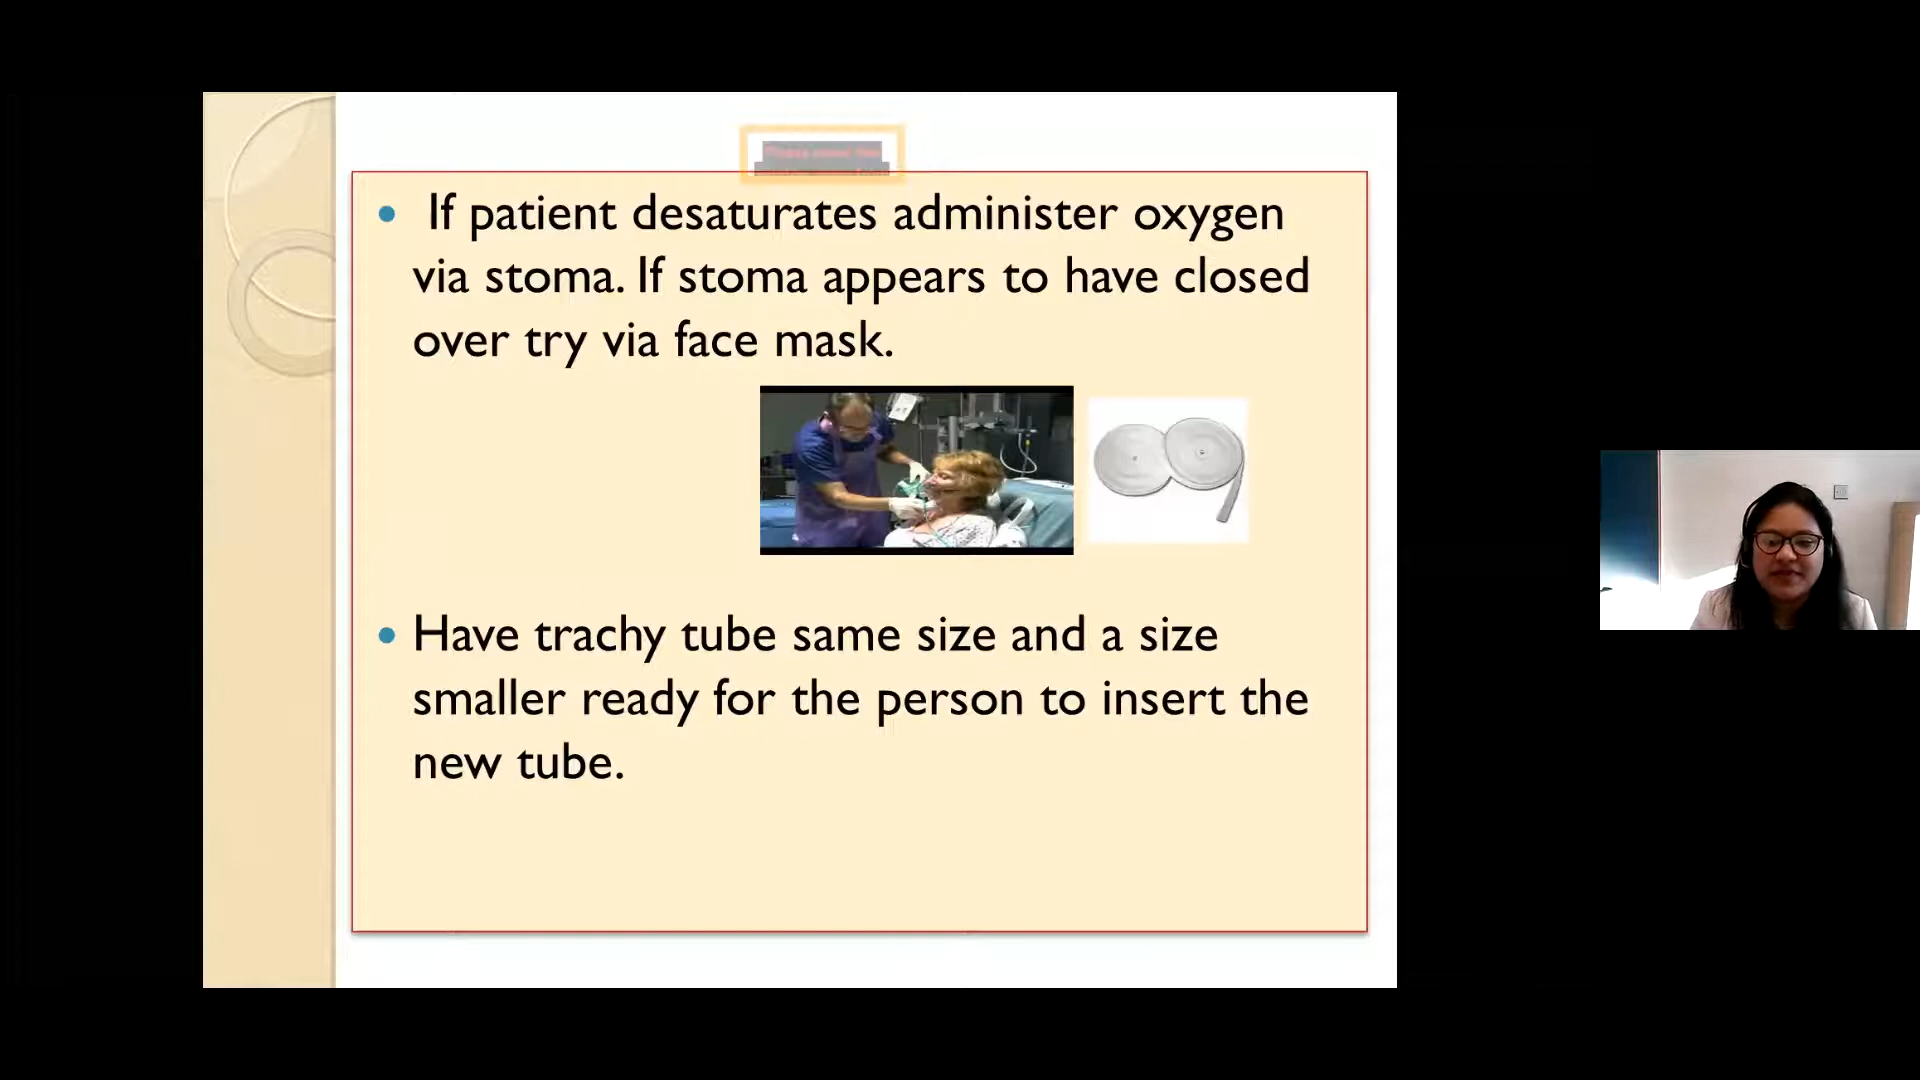 If patient desaturates administer oxygen
via stoma. If stoma appears to have closed
over try via face mask.
Have trachy tube same size and a size
smaller ready for the person to insert the
new tube.